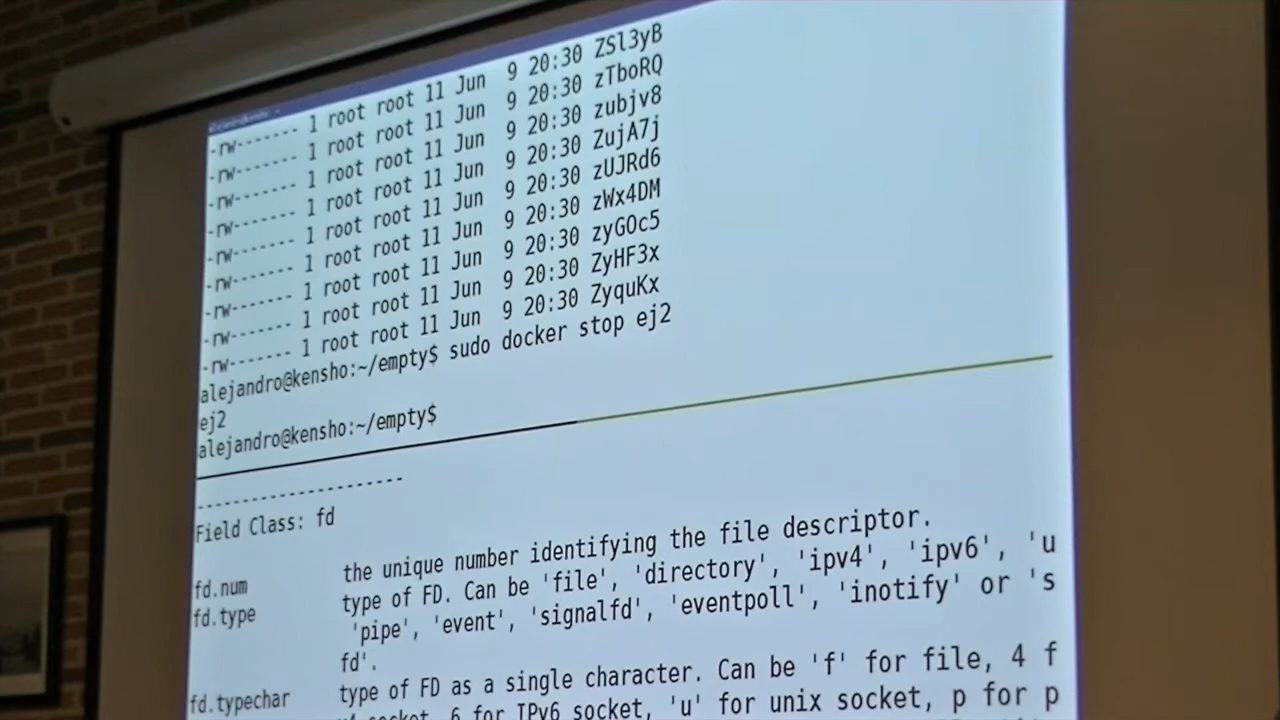 -rw------- 1 root root 11 Jun  9 20:30 ZSl3yB
-rw------- 1 root root 11 Jun  9 20:30 zTboRQ
-rw------- 1 root root 11 Jun  9 20:30 zubjv8
-rw------- 1 root root 11 Jun  9 20:30 ZujA7j
-rw------- 1 root root 11 Jun  9 20:30 zUJRd6
-rw------- 1 root root 11 Jun  9 20:30 zWx4DM
-rw------- 1 root root 11 Jun  9 20:30 zyGOc5
-rw------- 1 root root 11 Jun  9 20:30 ZyHF3x
-rw------- 1 root root 11 Jun  9 20:30 ZyquKx
alejandro@kensho:~/empty$ sudo docker stop ej2
ej2
alejandro@kensho:~/empty$
----------------------
Field Class: fd
fd.num the unique number identifying the file descriptor.
fd.type type of FD. Can be 'file', 'directory', 'ipv4', 'ipv6', 'u
'pipe', 'event', 'signalfd', 'eventpoll', 'inotify' or 's
fd'.
fd.typechar type of FD as a single character. Can be 'f' for file, 4 f
socket, 6 for IPv6 socket, 'u' for unix socket, p for p